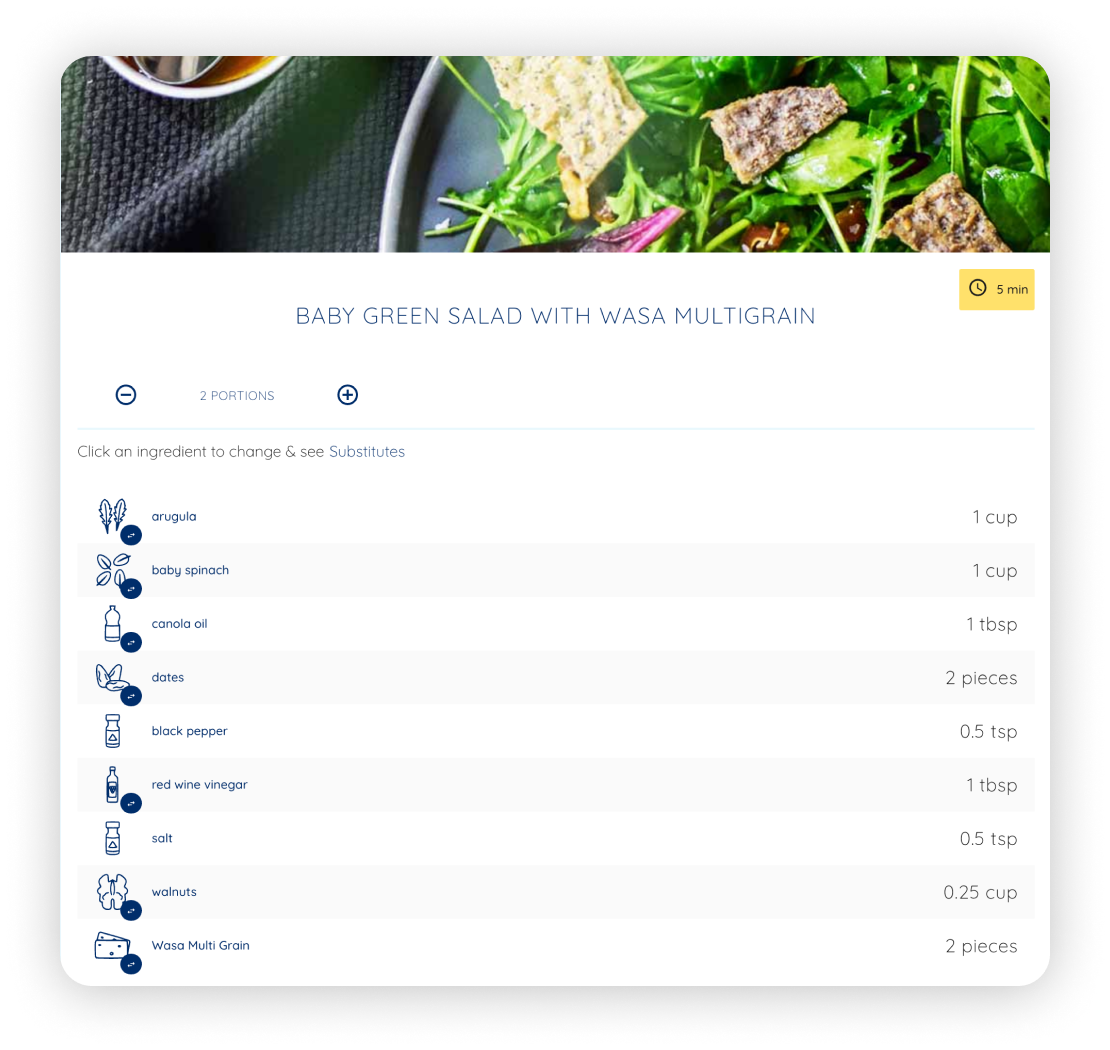 5 min
BABY GREEN SALAD WITH WASA MULTIGRAIN
2 PORTIONS
Click an ingredient to change & see Substitutes
arugula 1 cup
baby spinach 1 cup
canola oil 1 tbsp
dates 2 pieces
black pepper 0.5 tsp
red wine vinegar 1 tbsp
salt 0.5 tsp
walnuts 0.25 cup
Wasa Multi Grain 2 pieces